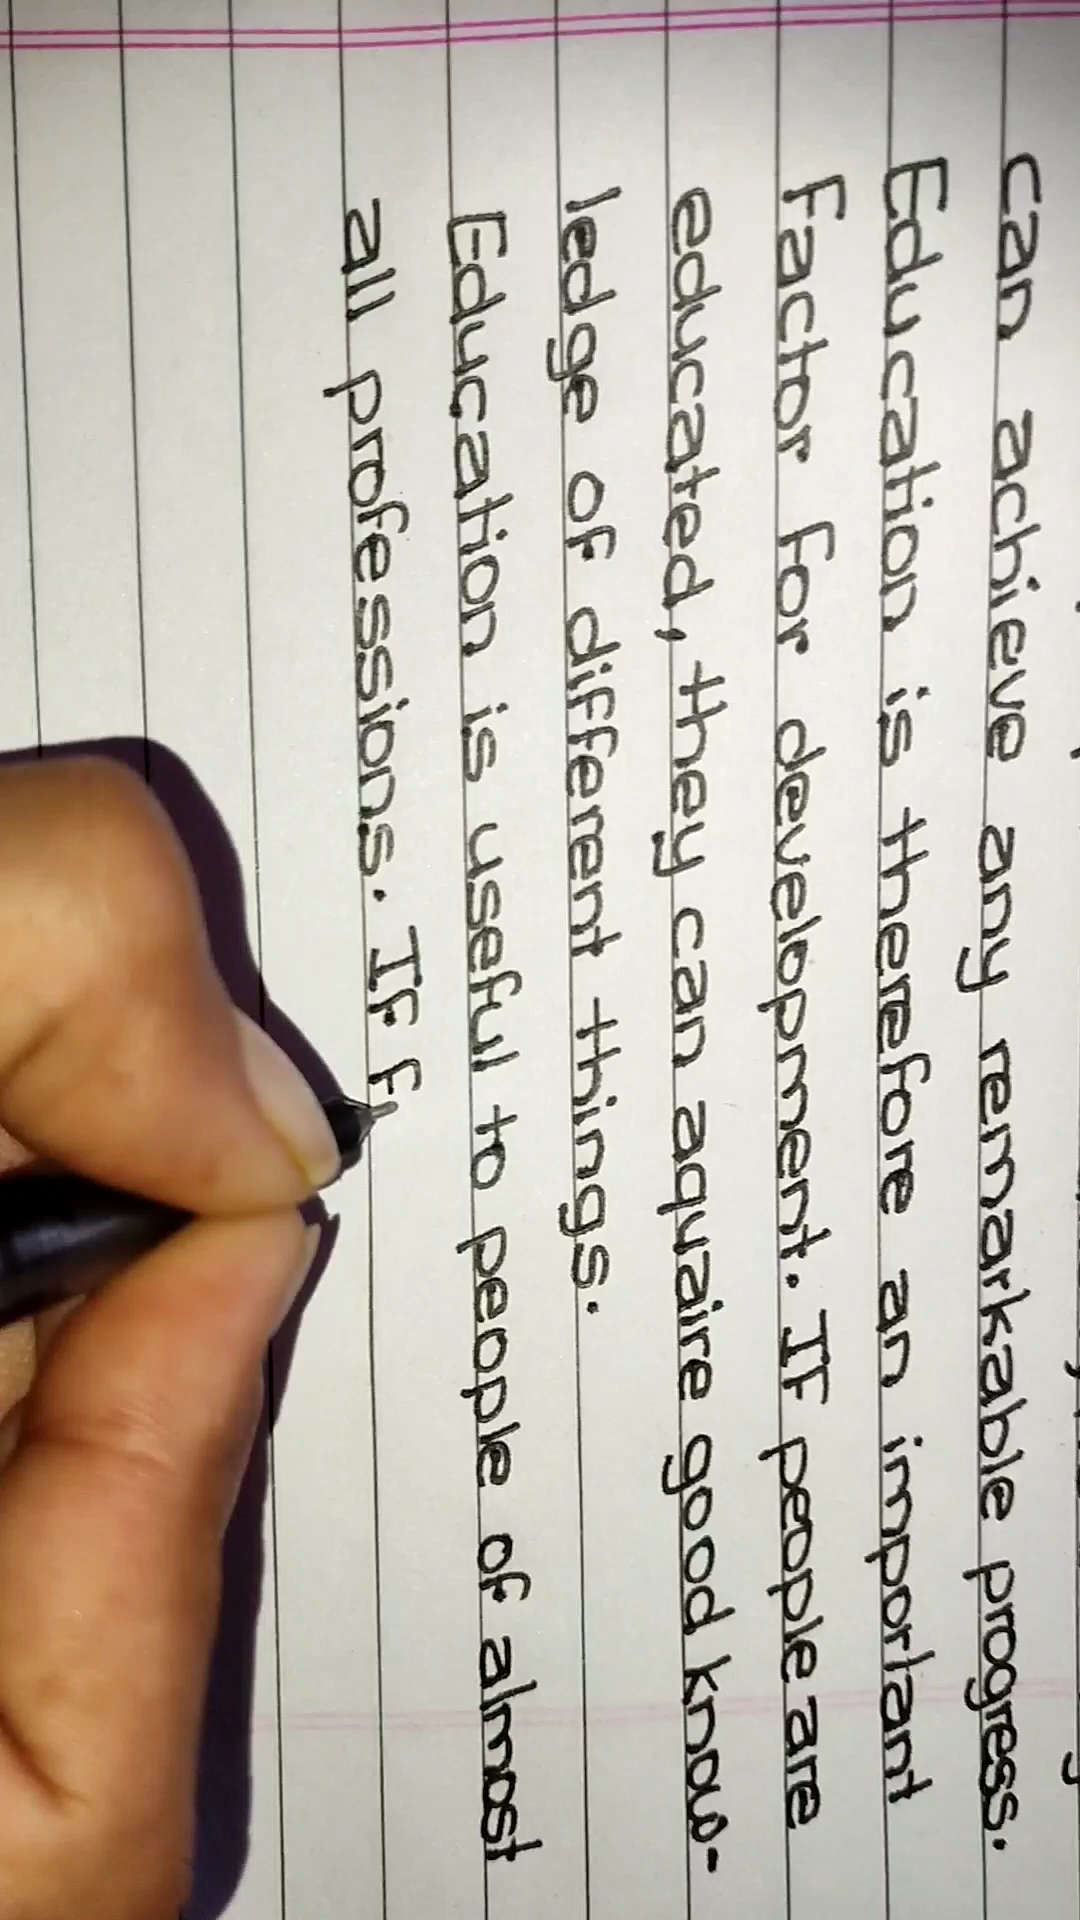 can achieve any remarkable progress.
Education is therefore an important
Factor for development. If people are
educated, they can aquaire good know-
ledge of different things.
Education is useful to people of almost
all professions. If f